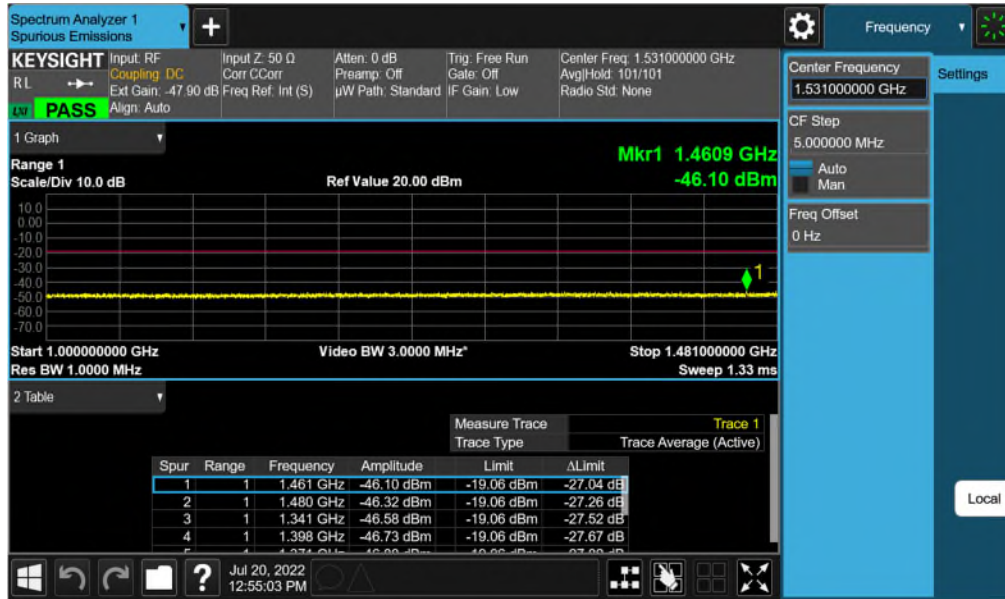 Spectrum Analyzer 1
Spurious Emissions
+
Frequency
KEYSIGHT Input: RF Input Z: 50 Ω Atten: 0 dB Trig: Free Run Center Freq: 1.531000000 GHz
RL Coupling: DC Corr CCorr Preamp: Off Gate: Off Avg|Hold: 101/101
Ext Gain: -47.90 dB Freq Ref: Int (S) µW Path: Standard IF Gain: Low Radio Std: None
LXI PASS Align: Auto
Center Frequency
1.531000000 GHz
Settings
CF Step
5.000000 MHz
Auto
Man
Freq Offset
0 Hz
1 Graph
Mkr1 1.4609 GHz
Range 1
Scale/Div 10.0 dB Ref Value 20.00 dBm -46.10 dBm
10.0
0.00
-10.0
-20.0
-30.0
-40.0
-50.0
-60.0
-70.0
1
Start 1.000000000 GHz Video BW 3.0000 MHz* Stop 1.481000000 GHz
Res BW 1.0000 MHz Sweep 1.33 ms
2 Table
Measure Trace Trace 1
Trace Type Trace Average (Active)
Spur Range Frequency Amplitude Limit ΔLimit
1 1 1.461 GHz -46.10 dBm -19.06 dBm -27.04 dB
2 1 1.480 GHz -46.32 dBm -19.06 dBm -27.26 dB
3 1 1.341 GHz -46.58 dBm -19.06 dBm -27.52 dB
4 1 1.398 GHz -46.73 dBm -19.06 dBm -27.67 dB
Local
? Jul 20, 2022
12:55:03 PM